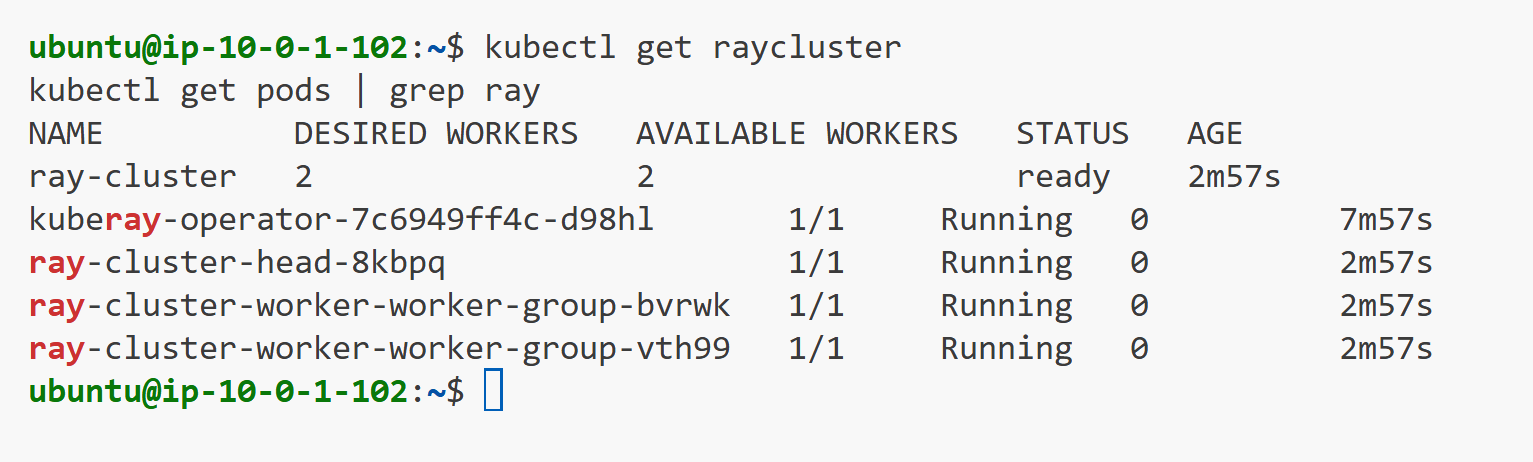 ubuntu@ip-10-0-1-102:~$ kubectl get raycluster
kubectl get pods | grep ray
NAME          DESIRED WORKERS   AVAILABLE WORKERS   STATUS   AGE
ray-cluster   2                 2                   ready    2m57s
kuberay-operator-7c6949ff4c-d98hl       1/1     Running   0          7m57s
ray-cluster-head-8kbpq                  1/1     Running   0          2m57s
ray-cluster-worker-worker-group-bvrwk   1/1     Running   0          2m57s
ray-cluster-worker-worker-group-vth99   1/1     Running   0          2m57s
ubuntu@ip-10-0-1-102:~$